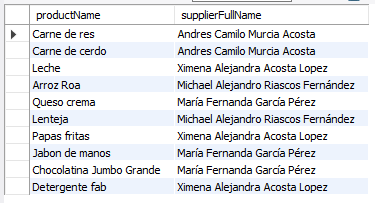 productName supplierFullName
Carne de res Andres Camilo Murcia Acosta
Carne de cerdo Andres Camilo Murcia Acosta
Leche Ximena Alejandra Acosta Lopez
Arroz Roa Michael Alejandro Riascos Fernández
Queso crema María Fernanda García Pérez
Lenteja Michael Alejandro Riascos Fernández
Papas fritas Ximena Alejandra Acosta Lopez
Jabon de manos María Fernanda García Pérez
Chocolatina Jumbo Grande María Fernanda García Pérez
Detergente fab Ximena Alejandra Acosta Lopez